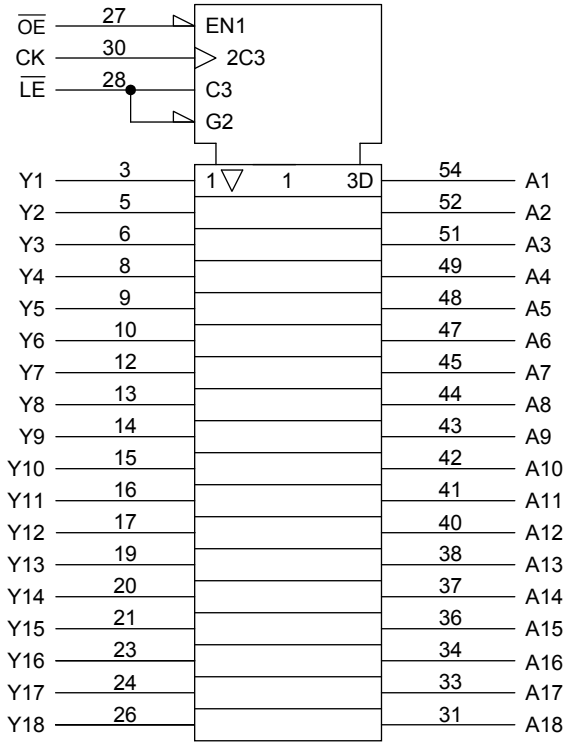 OE 27 EN1
CK 30 2C3
LE 28 C3
G2
Y1 3 1 1 3D 54 A1
Y2 5 52 A2
Y3 6 51 A3
Y4 8 49 A4
Y5 9 48 A5
Y6 10 47 A6
Y7 12 45 A7
Y8 13 44 A8
Y9 14 43 A9
Y10 15 42 A10
Y11 16 41 A11
Y12 17 40 A12
Y13 19 38 A13
Y14 20 37 A14
Y15 21 36 A15
Y16 23 34 A16
Y17 24 33 A17
Y18 26 31 A18